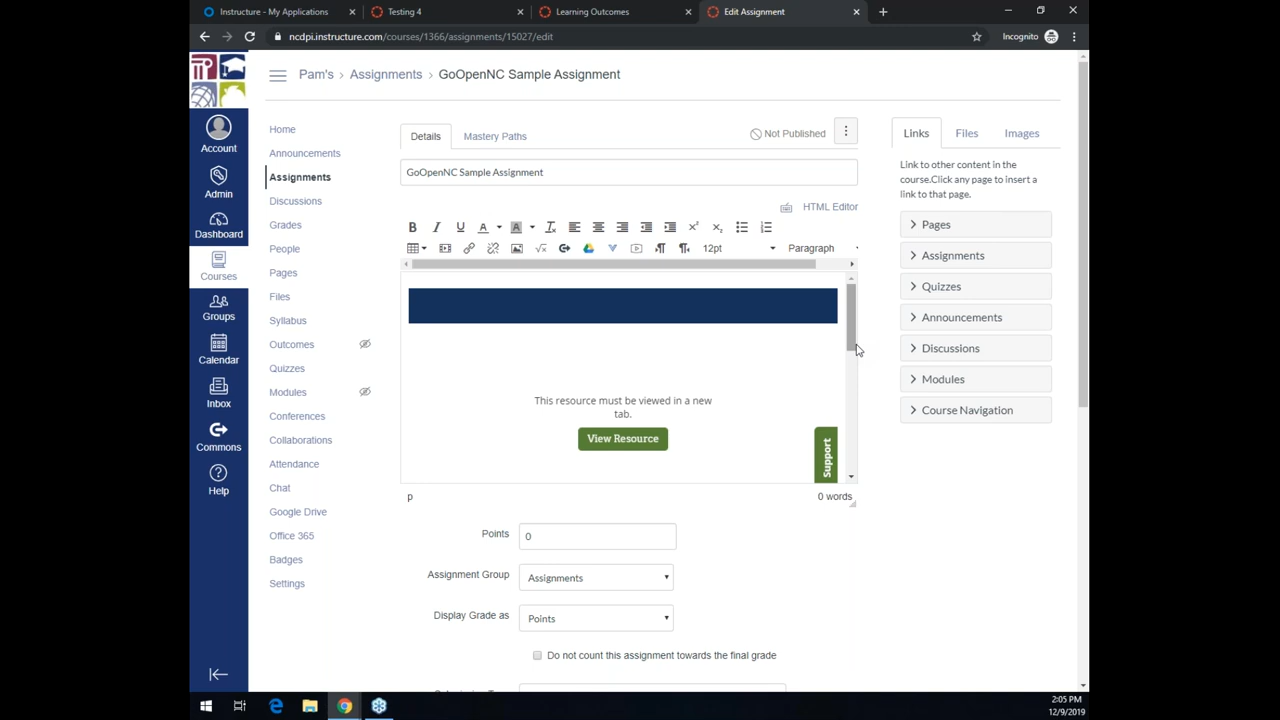 Instructure - My Applications
Testing 4
Learning Outcomes
Edit Assignment
ncdpi.instructure.com/courses/1366/assignments/15027/edit
Incognito
Pam's > Assignments > GoOpenNC Sample Assignment
Account
Admin
Dashboard
Courses
Groups
Calendar
Inbox
Commons
Help
Home
Announcements
Assignments
Discussions
Grades
People
Pages
Files
Syllabus
Outcomes
Quizzes
Modules
Conferences
Collaborations
Attendance
Chat
Google Drive
Office 365
Badges
Settings
Details
Mastery Paths
Not Published
GoOpenNC Sample Assignment
HTML Editor
12pt
Paragraph
This resource must be viewed in a new
tab.
View Resource
Support
p
0 words
Points
0
Assignment Group
Assignments
Display Grade as
Points
Do not count this assignment towards the final grade
Links
Files
Images
Link to other content in the
course.Click any page to insert a
link to that page.
Pages
Assignments
Quizzes
Announcements
Discussions
Modules
Course Navigation
2:05 PM
12/9/2019